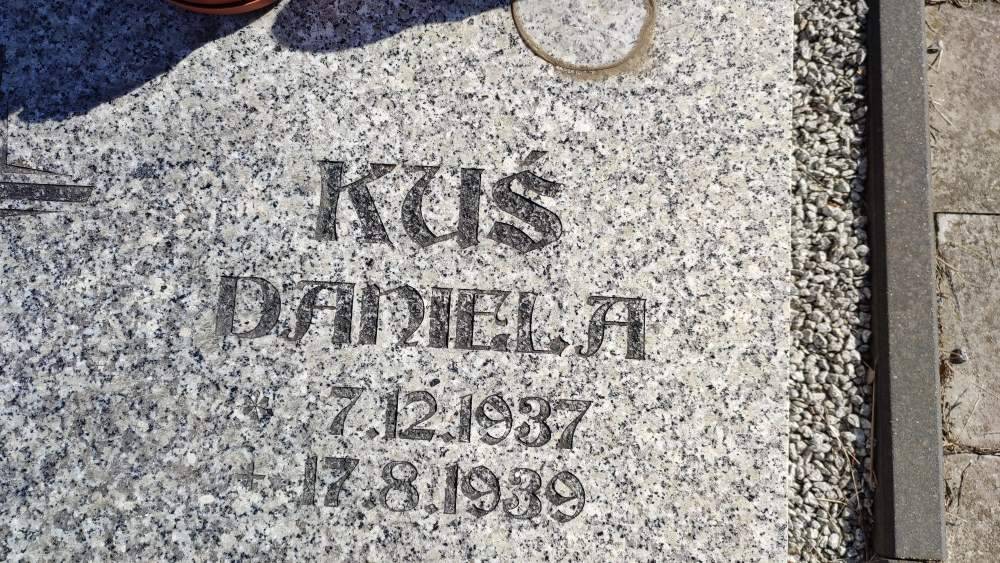 KUŚ
DANIELA
* 7.12.1937
+ 17.8.1939